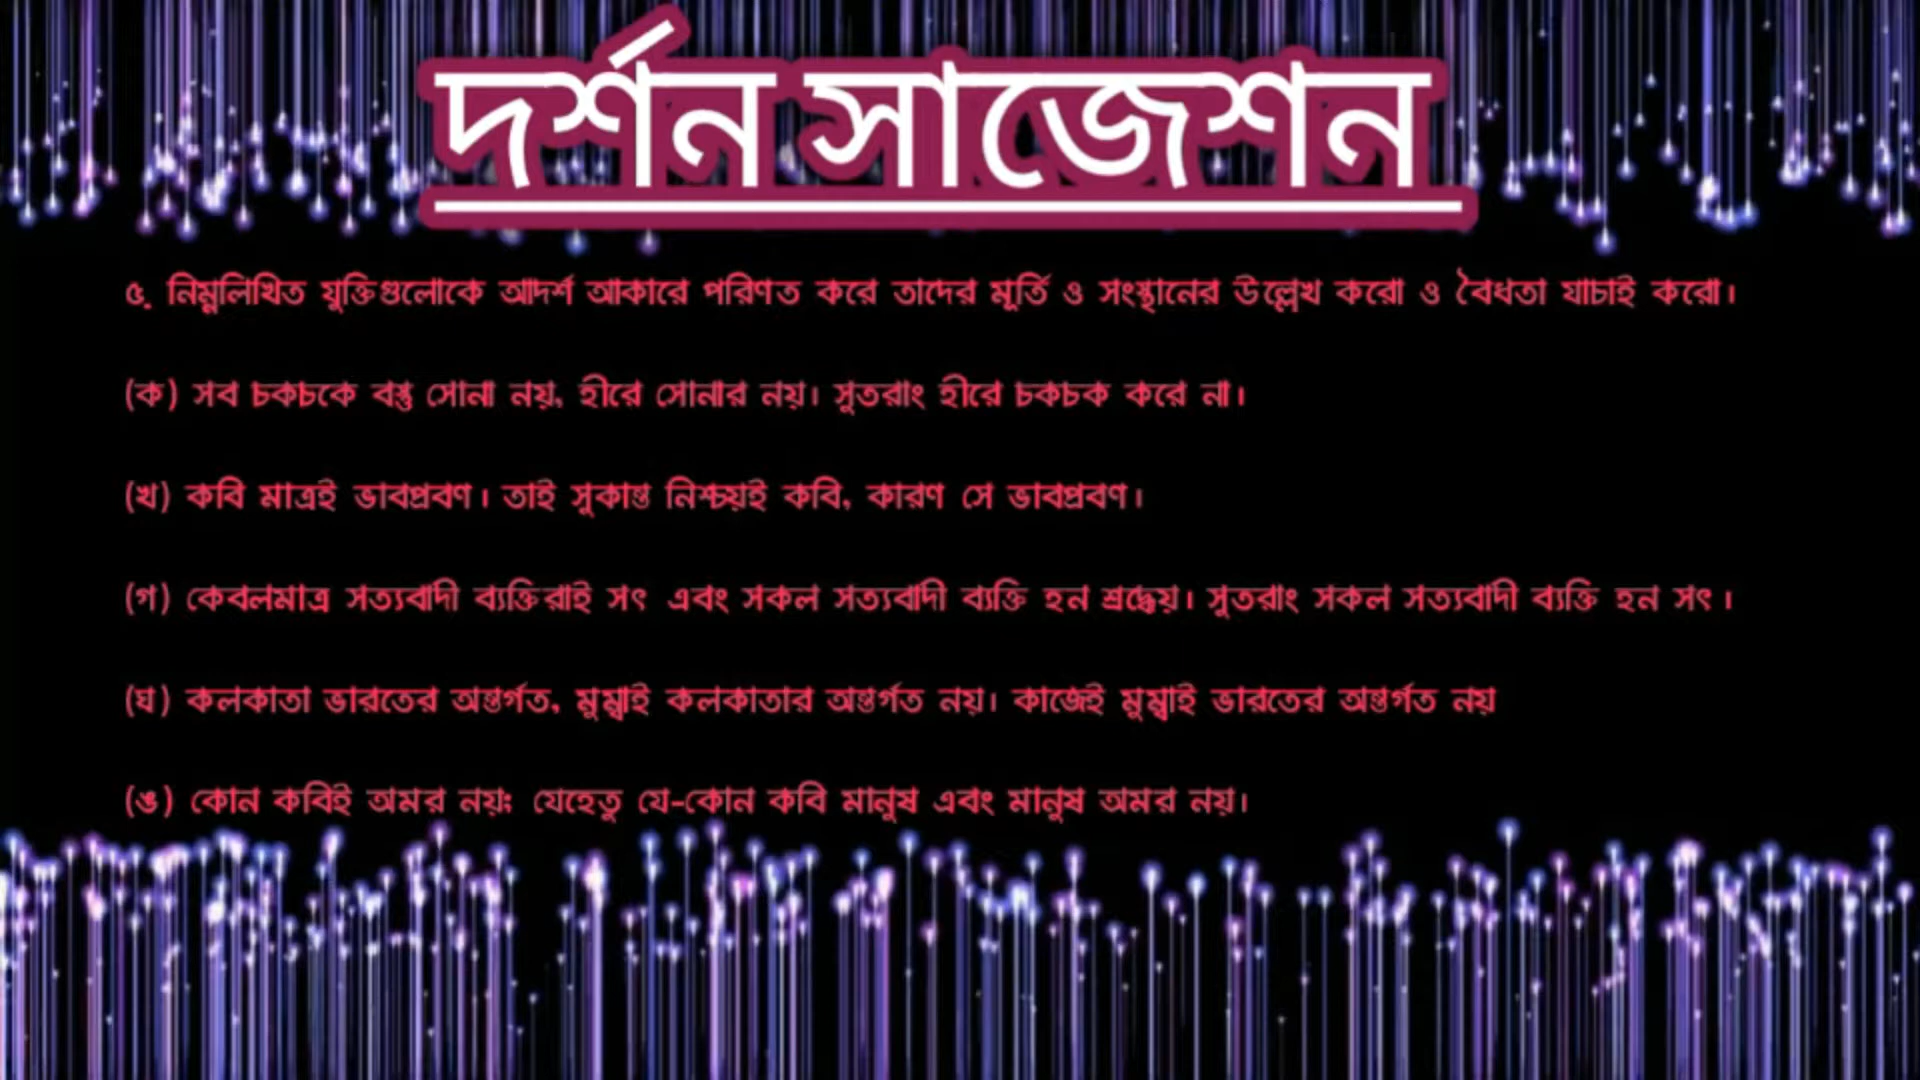 দর্শন সাজেশন
৫. নিম্নলিখিত যুক্তিগুলোকে আদর্শ আকারে পরিণত করে তাদের মূর্তি ও সংস্থানের উল্লেখ করো ও বৈধতা যাচাই করো।
(ক) সব চকচকে বস্তু সোনা নয়, হীরে সোনার নয়। সুতরাং হীরে চকচক করে না।
(খ) কবি মাত্রই ভাবপ্রবণ। তাই সুকান্ত নিশ্চয়ই কবি, কারণ সে ভাবপ্রবণ।
(গ) কেবলমাত্র সত্যবাদী ব্যক্তিরাই সৎ এবং সকল সত্যবাদী ব্যক্তি হন শ্রদ্ধেয়। সুতরাং সকল সত্যবাদী ব্যক্তি হন সৎ।
(ঘ) কলকাতা ভারতের অন্তর্গত, মুম্বাই কলকাতার অন্তর্গত নয়। কাজেই মুম্বাই ভারতের অন্তর্গত নয়
(ঙ) কোন কবিই অমর নয়; যেহেতু যে-কোন কবি মানুষ এবং মানুষ অমর নয়।